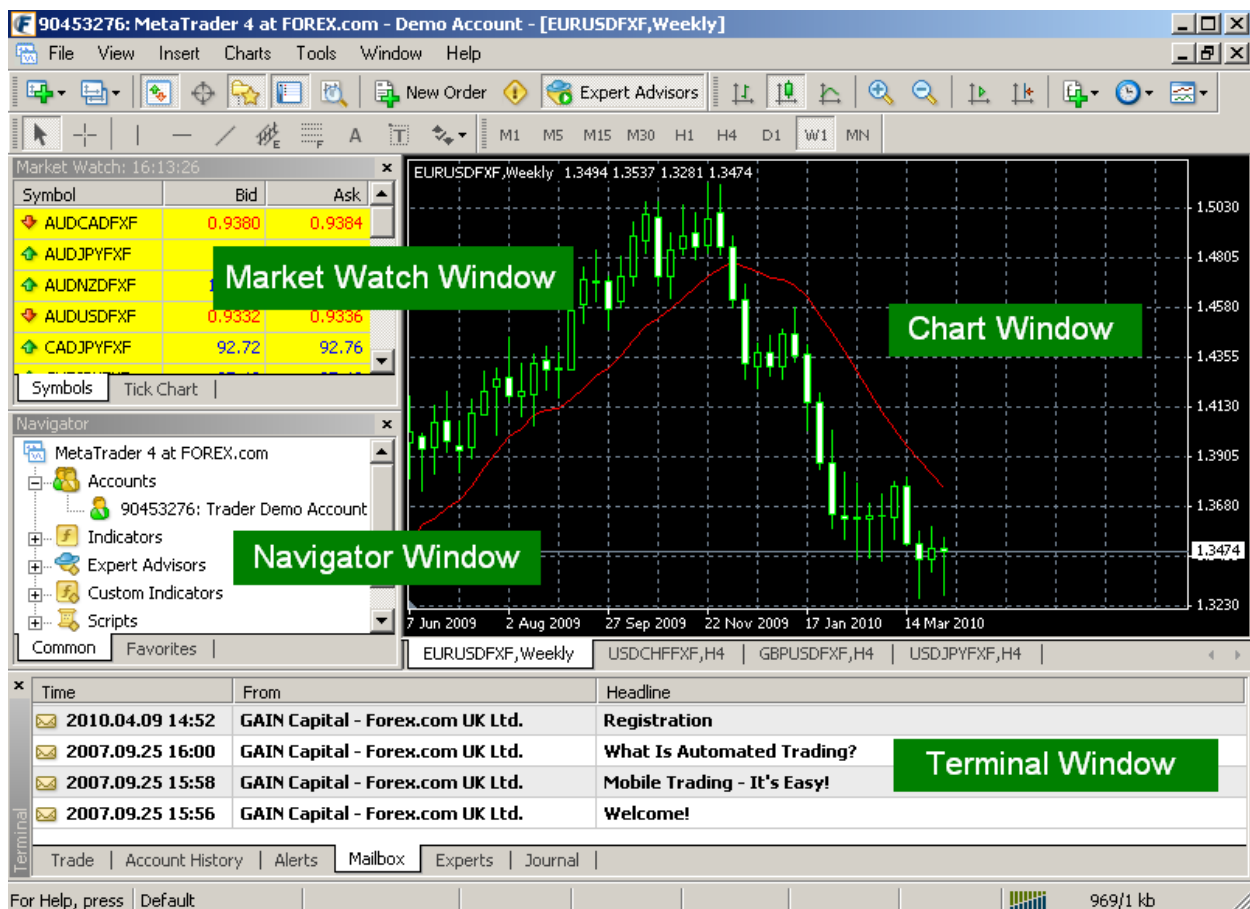 90453276: MetaTrader 4 at FOREX.com - Demo Account - [EURUSDFXF,Weekly]
File View Insert Charts Tools Window Help
New Order Expert Advisors
E F A T M1 M5 M15 M30 H1 H4 D1 W1 MN
Market Watch: 16:13:26
Symbol Bid Ask
AUDCADFXF 0.9380 0.9384
AUDJPYFXF
AUDNZDFXF
AUDUSDFXF 0.9332 0.9336
CADJPYFXF 92.72 92.76
Market Watch Window
Symbols Tick Chart
Navigator
MetaTrader 4 at FOREX.com
Accounts
90453276: Trader Demo Account
Indicators
Expert Advisors
Custom Indicators
Scripts
Navigator Window
Common Favorites
EURUSDFXF,Weekly 1.3494 1.3537 1.3281 1.3474
Chart Window
1.5030
1.4805
1.4580
1.4355
1.4130
1.3905
1.3680
1.3474
1.3230
7 Jun 2009 2 Aug 2009 27 Sep 2009 22 Nov 2009 17 Jan 2010 14 Mar 2010
EURUSDFXF,Weekly USDCHFFXF,H4 GBPUSDFXF,H4 USDJPYFXF,H4
Time From Headline
2010.04.09 14:52 GAIN Capital - Forex.com UK Ltd. Registration
2007.09.25 16:00 GAIN Capital - Forex.com UK Ltd. What Is Automated Trading?
2007.09.25 15:58 GAIN Capital - Forex.com UK Ltd. Mobile Trading - It's Easy!
2007.09.25 15:56 GAIN Capital - Forex.com UK Ltd. Welcome!
Terminal Window
Terminal
Trade Account History Alerts Mailbox Experts Journal
For Help, press Default 969/1 kb